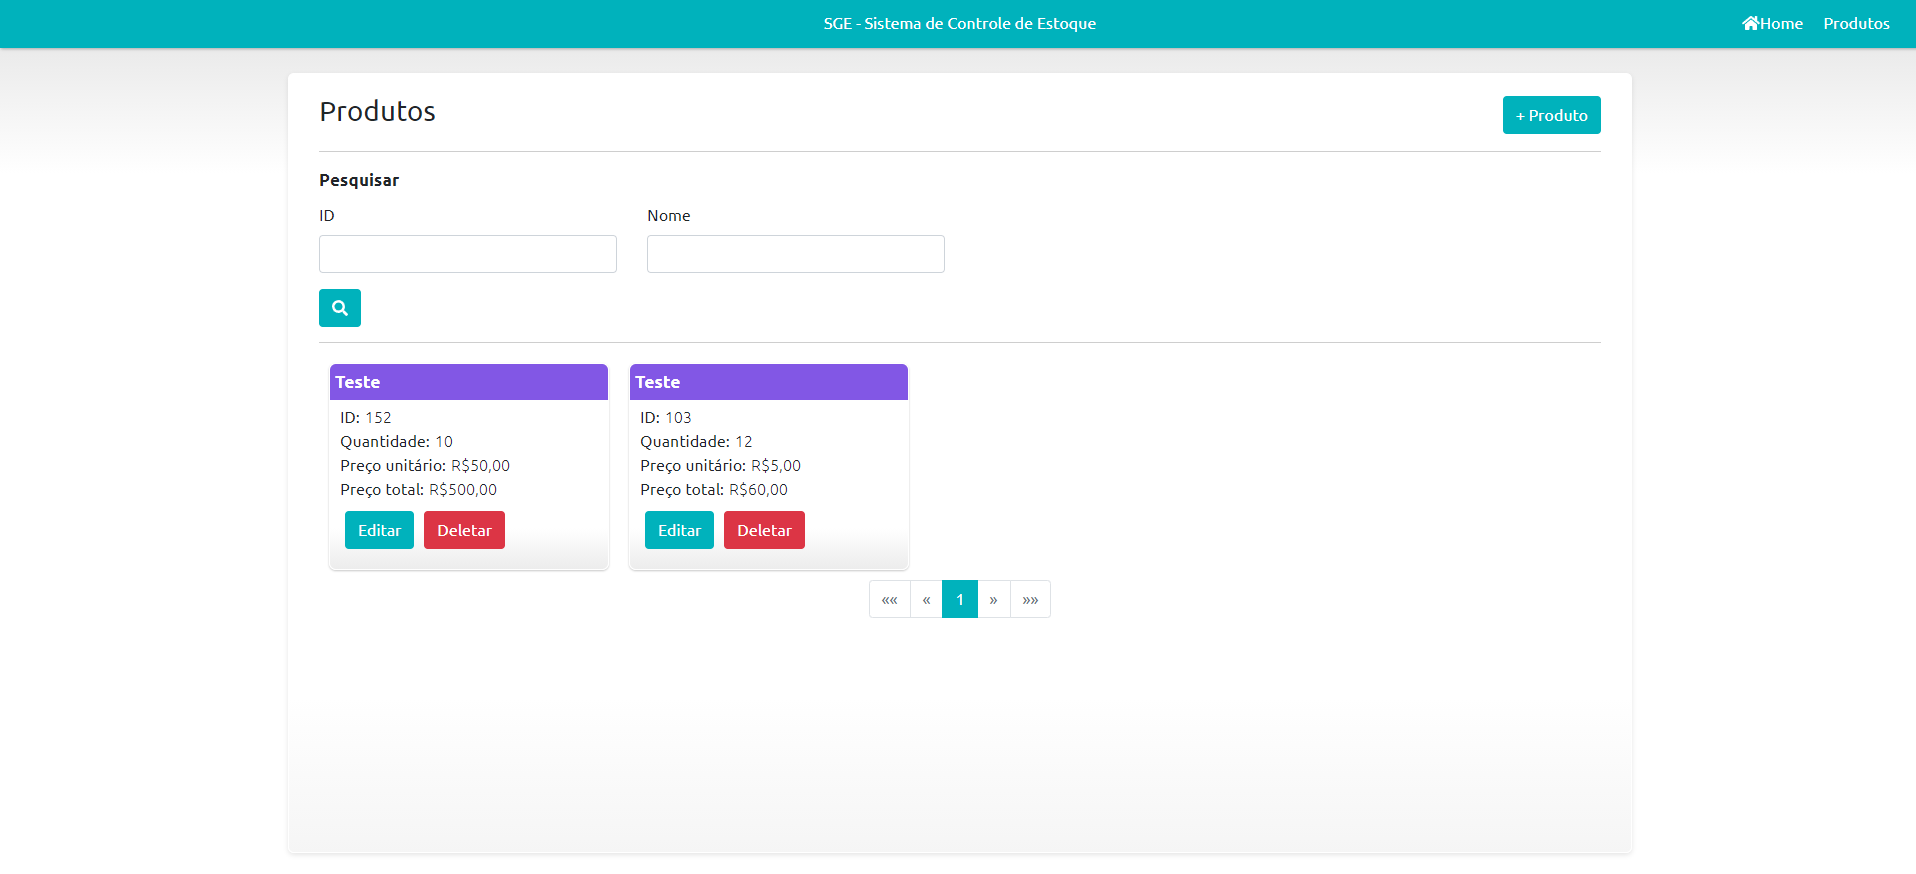 SGE - Sistema de Controle de Estoque
Home
Produtos
Produtos
+ Produto
Pesquisar
ID
Nome
Teste
ID: 152
Quantidade: 10
Preço unitário: R$50,00
Preço total: R$500,00
Editar
Deletar
Teste
ID: 103
Quantidade: 12
Preço unitário: R$5,00
Preço total: R$60,00
Editar
Deletar
«« « 1 » »»